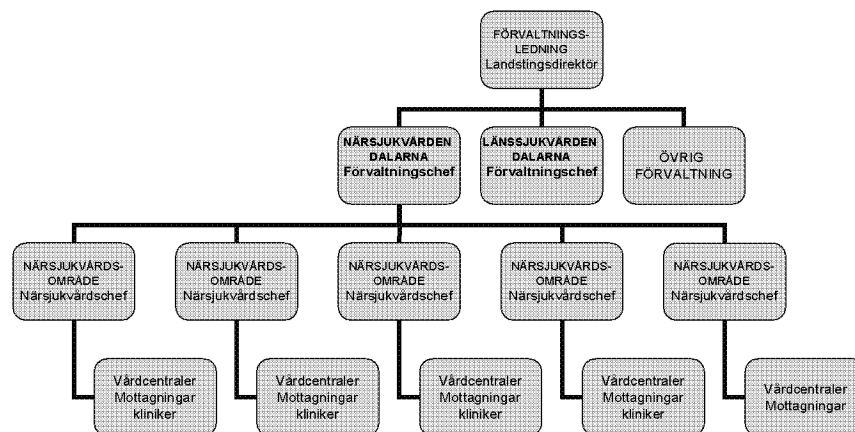 FÖRVALTNINGS-
LEDNING
Landstingsdirektör
NÄRSJUKVÅRDEN
DALARNA
Förvaltningschef
LÄNSSJUKVÅRDEN
DALARNA
Förvaltningschef
ÖVRIG
FÖRVALTNING
NÄRSJUKVÅRDS-
OMRÅDE
Närsjukvårdschef
NÄRSJUKVÅRDS-
OMRÅDE
Närsjukvårdschef
NÄRSJUKVÅRDS-
OMRÅDE
Närsjukvårdschef
NÄRSJUKVÅRDS-
OMRÅDE
Närsjukvårdschef
NÄRSJUKVÅRDS-
OMRÅDE
Närsjukvårdschef
Vårdcentraler
Mottagningar
kliniker
Vårdcentraler
Mottagningar
kliniker
Vårdcentraler
Mottagningar
kliniker
Vårdcentraler
Mottagningar
kliniker
Vårdcentraler
Mottagningar